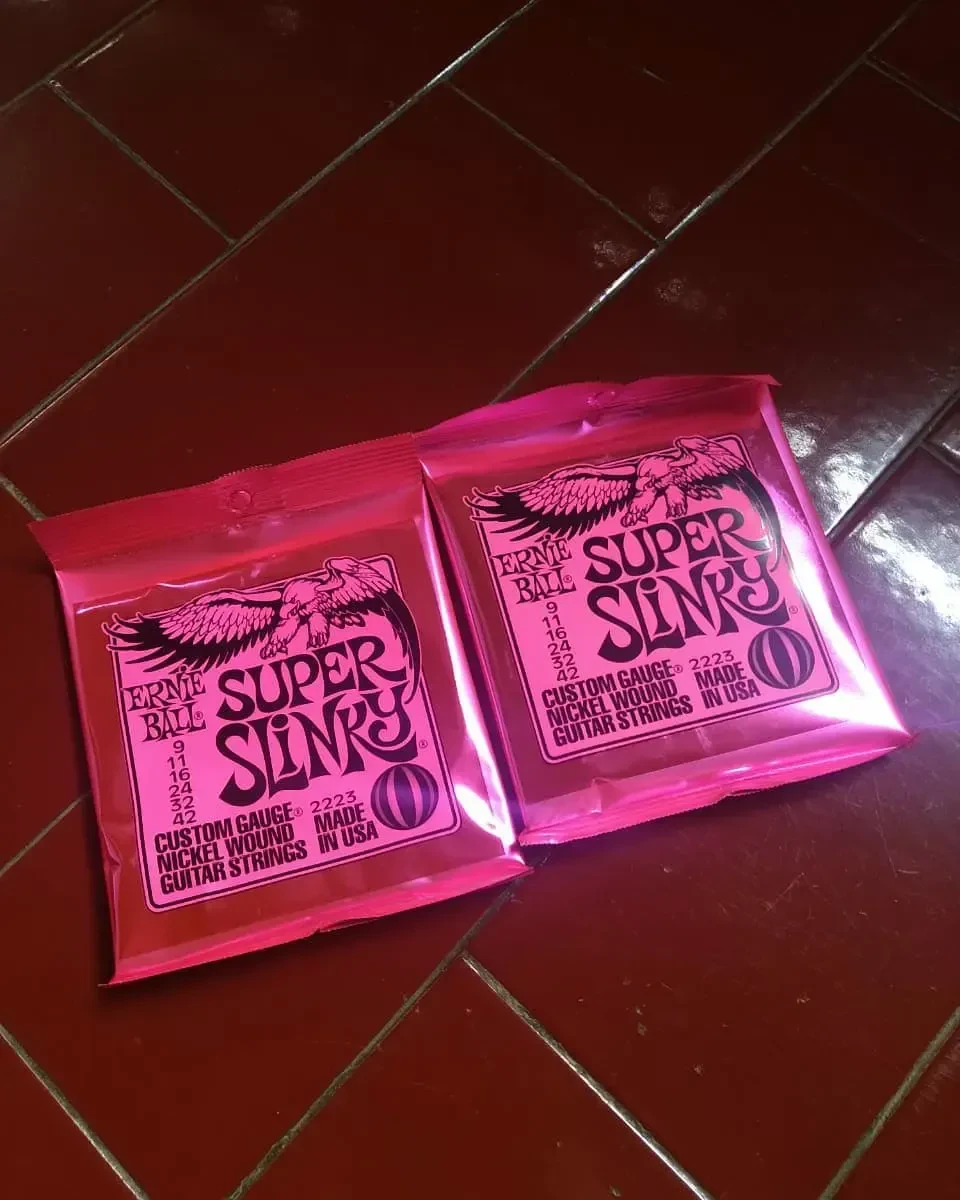 ERNiE
BALL®
SUPER
SLiNKY®
9
11
16
24
32
42
CUSTOM GAUGE®
NICKEL WOUND
GUITAR STRINGS
2223
MADE
IN USA
ERNiE
BALL®
SUPER
SLiNKY®
9
11
16
24
32
42
CUSTOM GAUGE®
NICKEL WOUND
GUITAR STRINGS
2223
MADE
IN USA